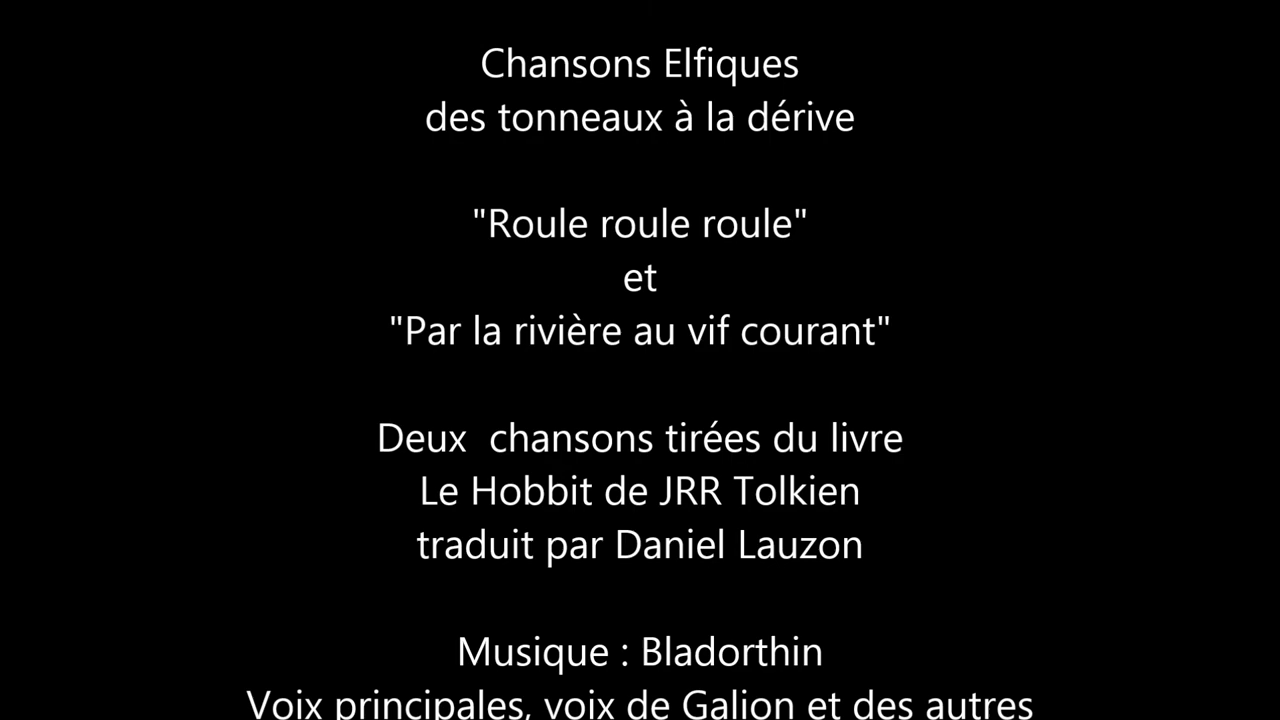 Chansons Elfiques
des tonneaux à la dérive
"Roule roule roule"
et
"Par la rivière au vif courant"
Deux  chansons tirées du livre
Le Hobbit de JRR Tolkien
traduit par Daniel Lauzon
Musique : Bladorthin
Voix principales, voix de Galion et des autres